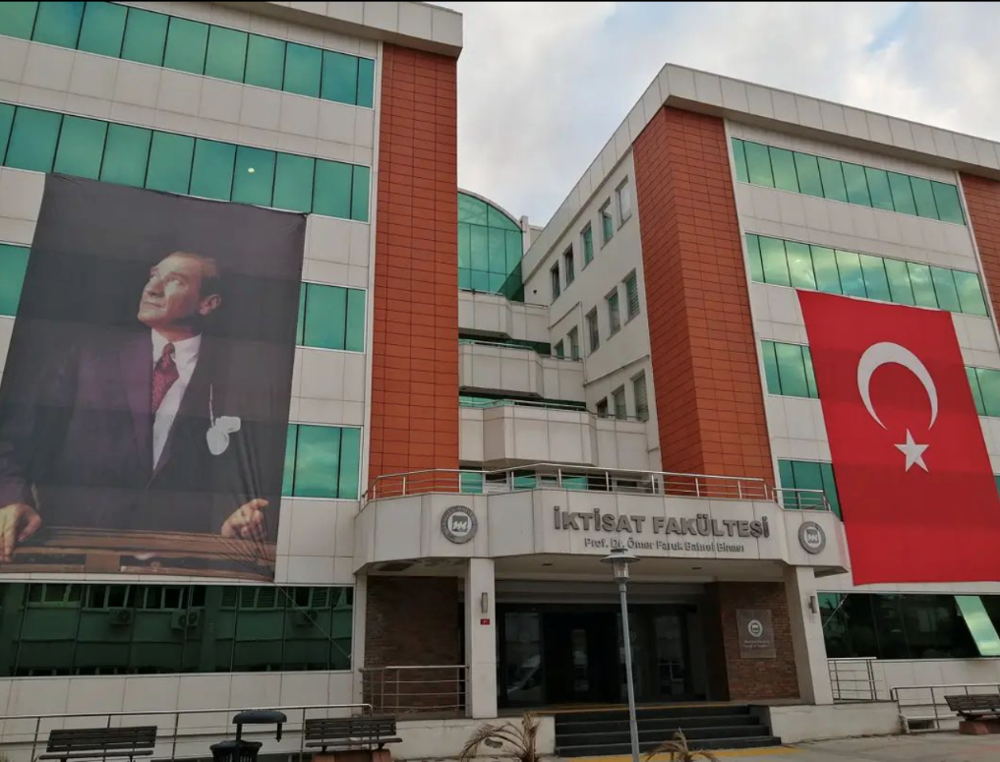 İKTİSAT FAKÜLTESİ
Prof. Dr. Ömer Faruk Batırel Binası